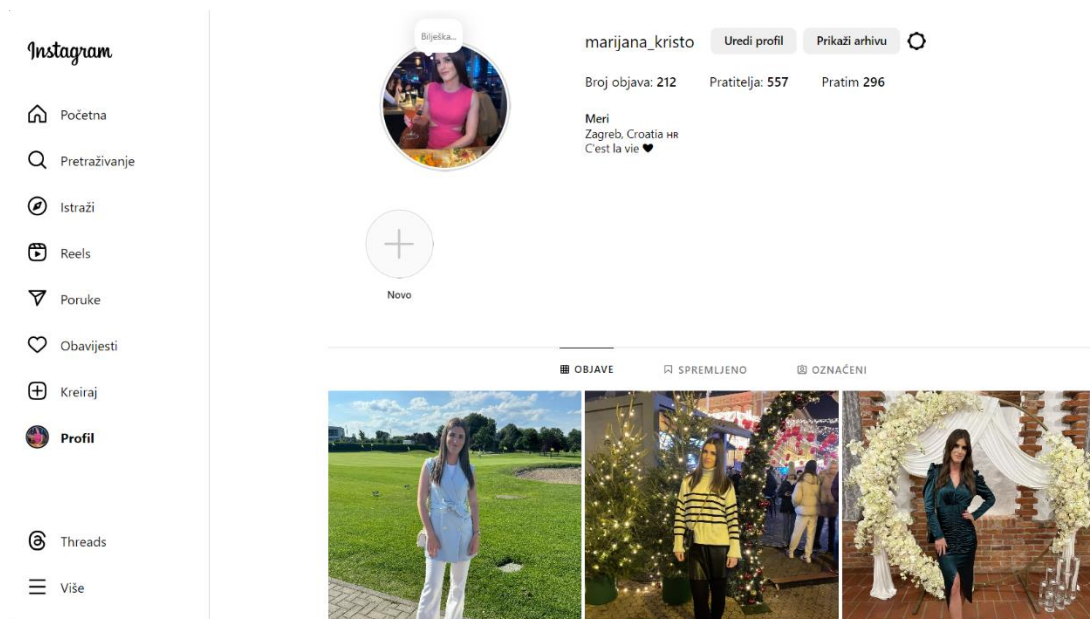 Instagram
Početna
Pretraživanje
Istraži
Reels
Poruke
Obavijesti
Kreiraj
Profil
Threads
Više
Bilješka...
marijana_kristo Uredi profil Prikaži arhivu
Broj objava: 212 Pratitelja: 557 Pratim 296
Meri
Zagreb, Croatia HR
C'est la vie 🖤
Novo
OBJAVE SPREMLJENO OZNAČENI